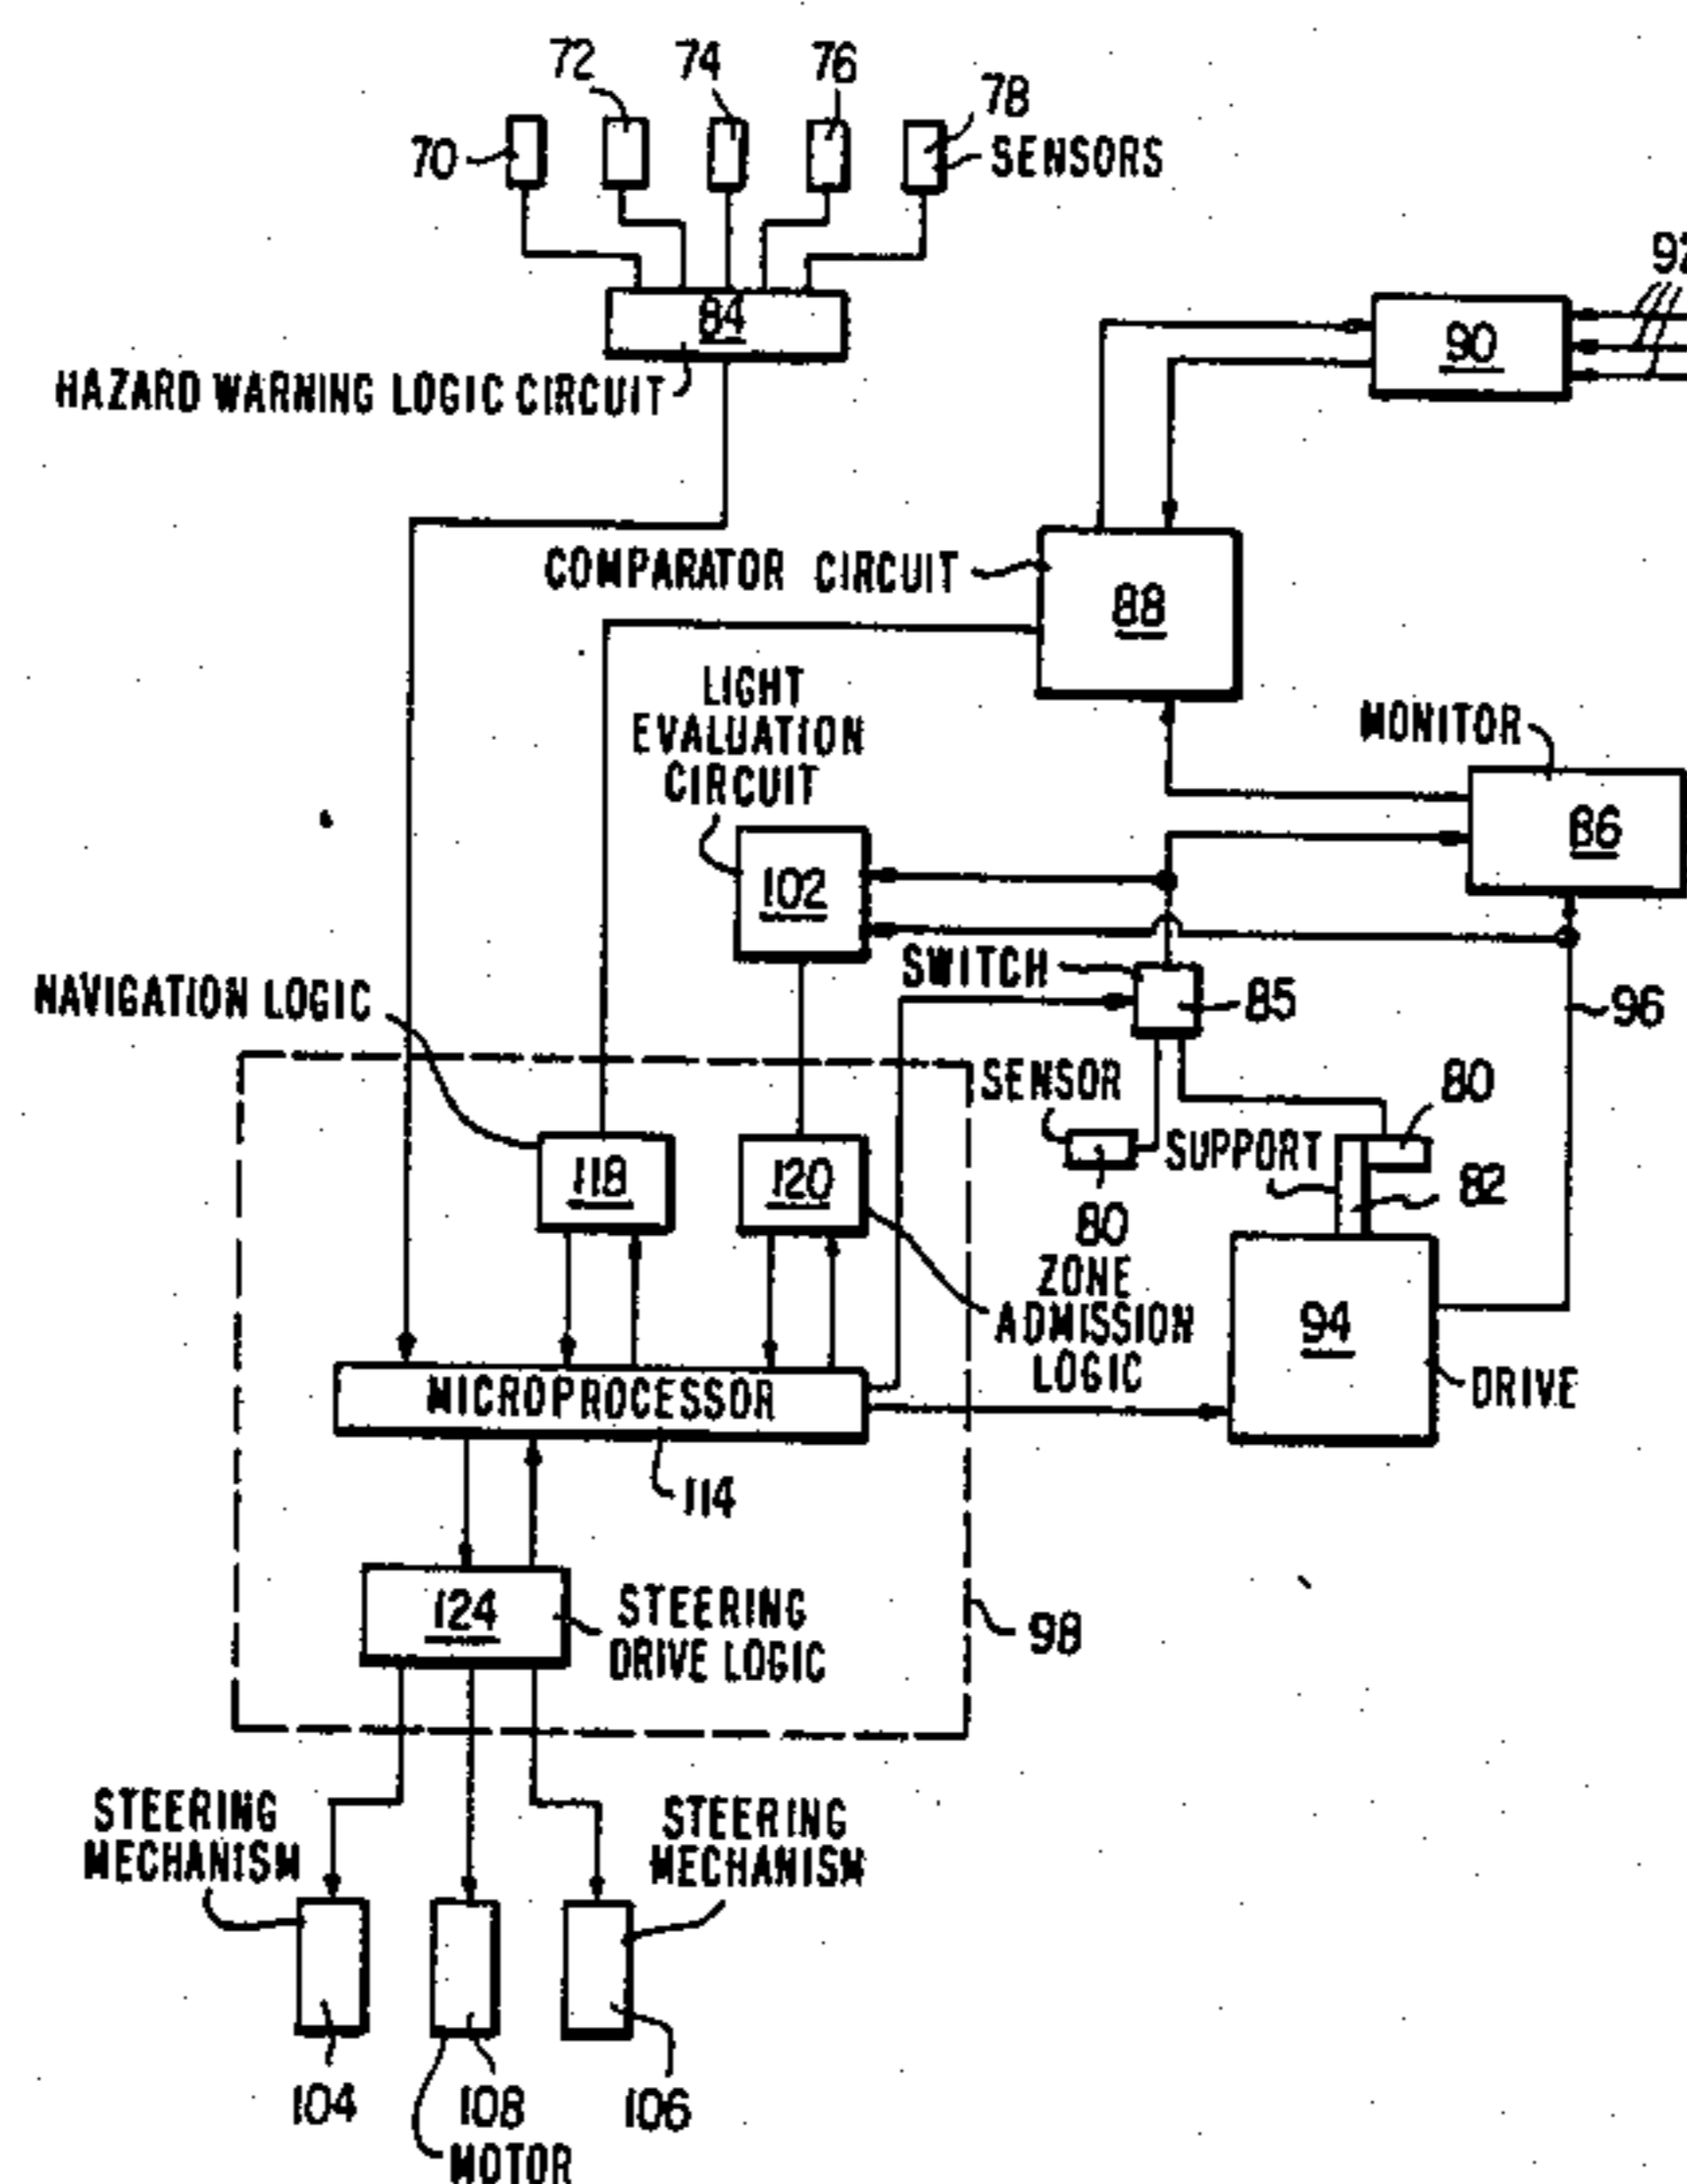 72
74
76
78
70
SENSORS
84
92
90
HAZARD WARNING LOGIC CIRCUIT
COMPARATOR CIRCUIT
88
LIGHT
EVALUATION
CIRCUIT
MONITOR
86
102
SWITCH
85
96
NAVIGATION LOGIC
SENSOR
80
80
SUPPORT
82
118
120
ZONE
ADMISSION
LOGIC
94
DRIVE
MICROPROCESSOR
114
124
STEERING
DRIVE LOGIC
98
STEERING
MECHANISM
STEERING
MECHANISM
104
108
106
MOTOR